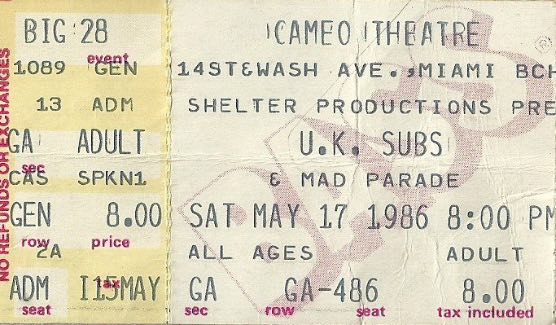 NO REFUNDS OR EXCHANGES
BIG 28
event
1089 GEN
13 ADM
GA ADULT
sec
CAS SPKN1
GEN 8.00
row price
2A
tax
ADM I15MAY
seat
CAMEO THEATRE
14ST&WASH AVE.,MIAMI BCH
SHELTER PRODUCTIONS PRE
U.K. SUBS
& MAD PARADE
SAT MAY 17 1986 8:00 PM
ALL AGES ADULT
GA GA-486 8.00
sec row seat tax included